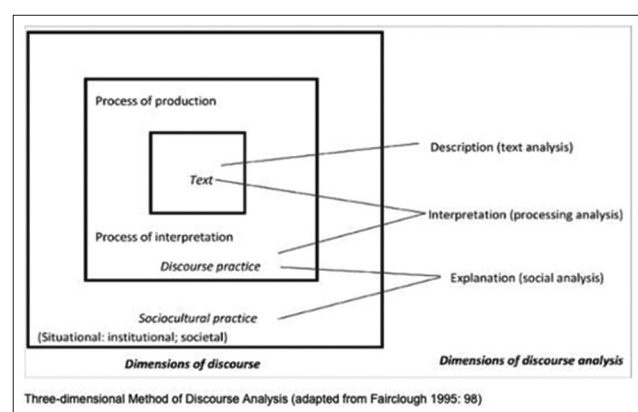 Process of production
Description (text analysis)
Text
Interpretation (processing analysis)
Process of interpretation
Discourse practice
Explanation (social analysis)
Sociocultural practice
(Situational: institutional; societal)
Dimensions of discourse
Dimensions of discourse analysis
Three-dimensional Method of Discourse Analysis (adapted from Fairclough 1995: 98)